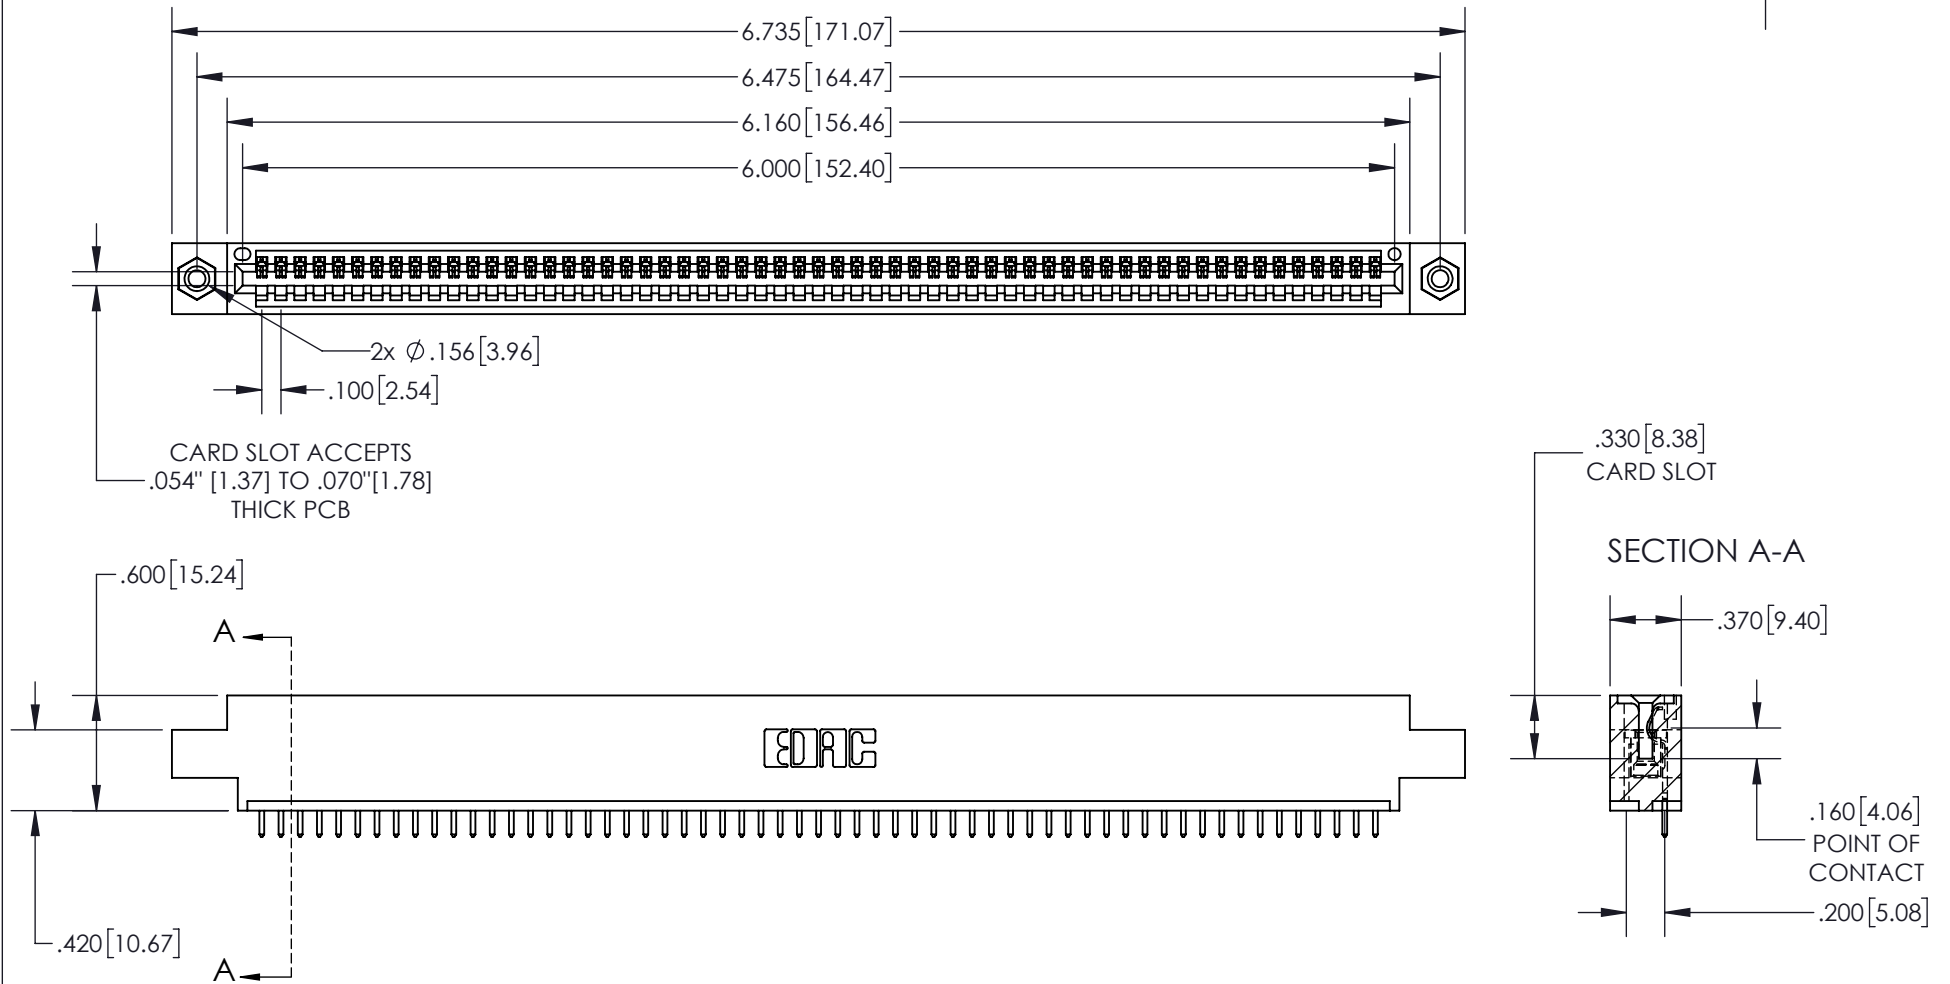 6.735[171.07]
6.475[164.47]
6.160[156.46]
6.000[152.40]
2x Ø.156[3.96]
.100[2.54]
CARD SLOT ACCEPTS
.054" [1.37] TO .070"[1.78]
THICK PCB
.330[8.38]
CARD SLOT
SECTION A-A
.600[15.24]
.370[9.40]
A
EDAC
.160[4.06]
POINT OF
CONTACT
.200[5.08]
.420[10.67]
A